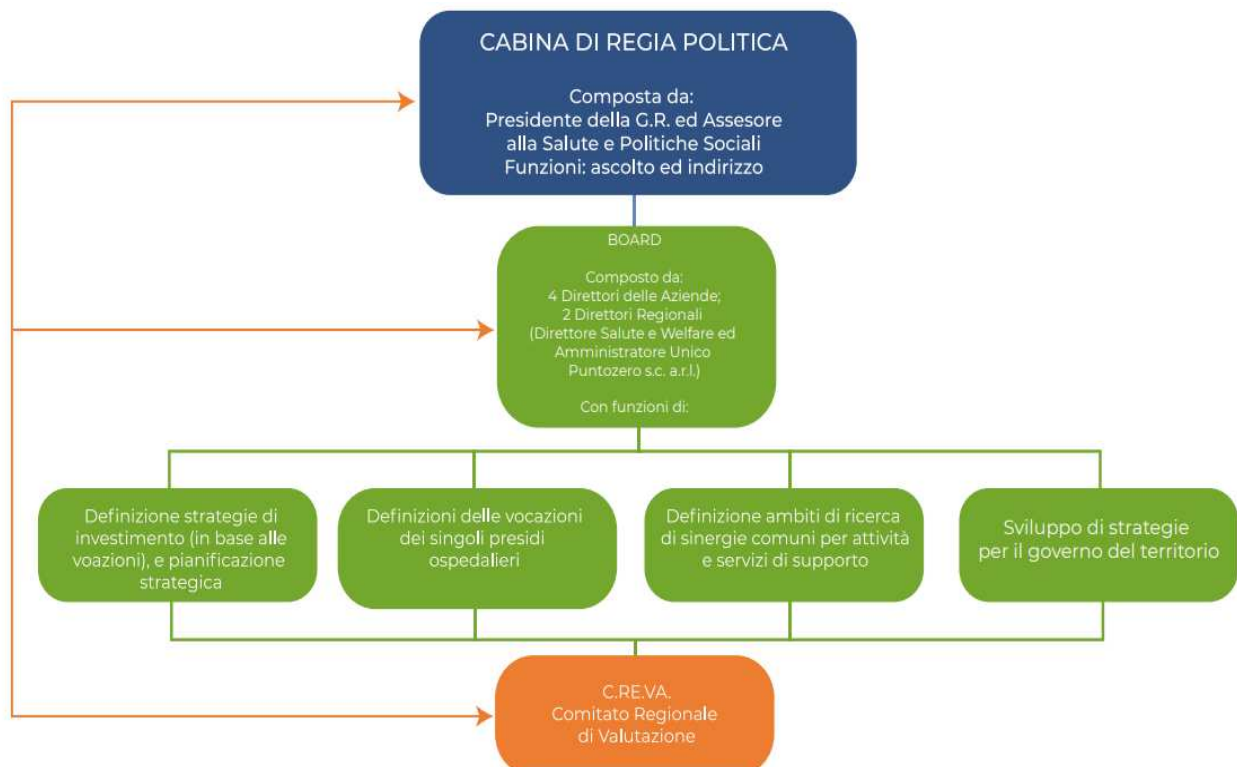 CABINA DI REGIA POLITICA
Composta da:
Presidente della G.R. ed Assesore
alla Salute e Politiche Sociali
Funzioni: ascolto ed indirizzo
BOARD
Composto da:
4 Direttori delle Aziende;
2 Direttori Regionali
(Direttore Salute e Welfare ed
Amministratore Unico
Puntozero s.c. a.r.l.)
Con funzioni di:
Definizione strategie di
investimento (in base alle
voazioni), e pianificazione
strategica
Definizioni delle vocazioni
dei singoli presidi
ospedalieri
Definizione ambiti di ricerca
di sinergie comuni per attività
e servizi di supporto
Sviluppo di strategie
per il governo del territorio
C.RE.VA.
Comitato Regionale
di Valutazione